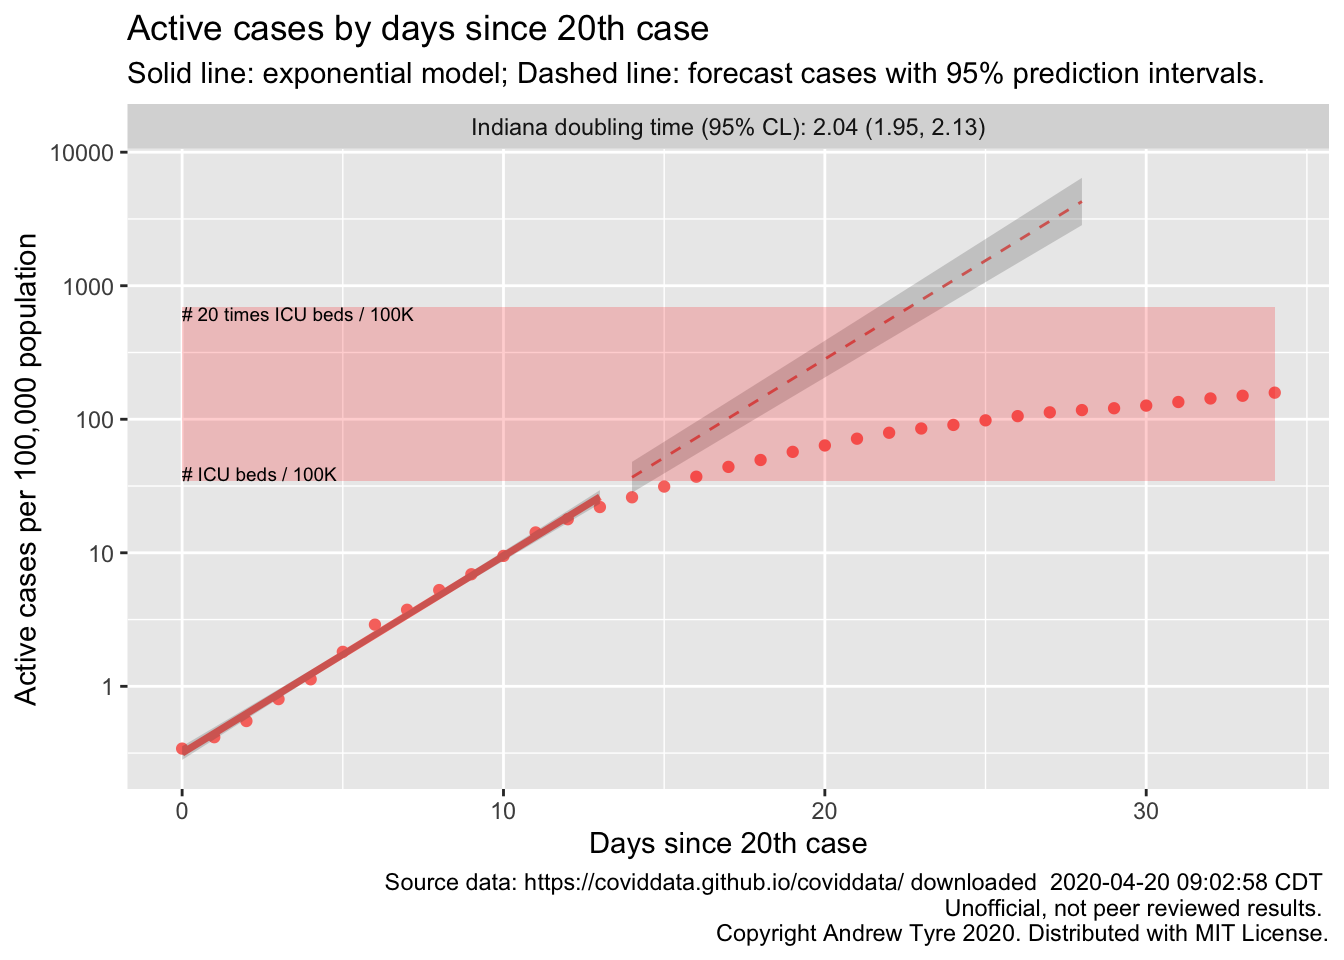 Active cases by days since 20th case
Solid line: exponential model; Dashed line: forecast cases with 95% prediction intervals.
Indiana doubling time (95% CL): 2.04 (1.95, 2.13)
Active cases per 100,000 population
10000
1000
100
10
1
# 20 times ICU beds / 100K
# ICU beds / 100K
0 10 20 30
Days since 20th case
Source data: https://coviddata.github.io/coviddata/ downloaded  2020-04-20 09:02:58 CDT
Unofficial, not peer reviewed results.
Copyright Andrew Tyre 2020. Distributed with MIT License.